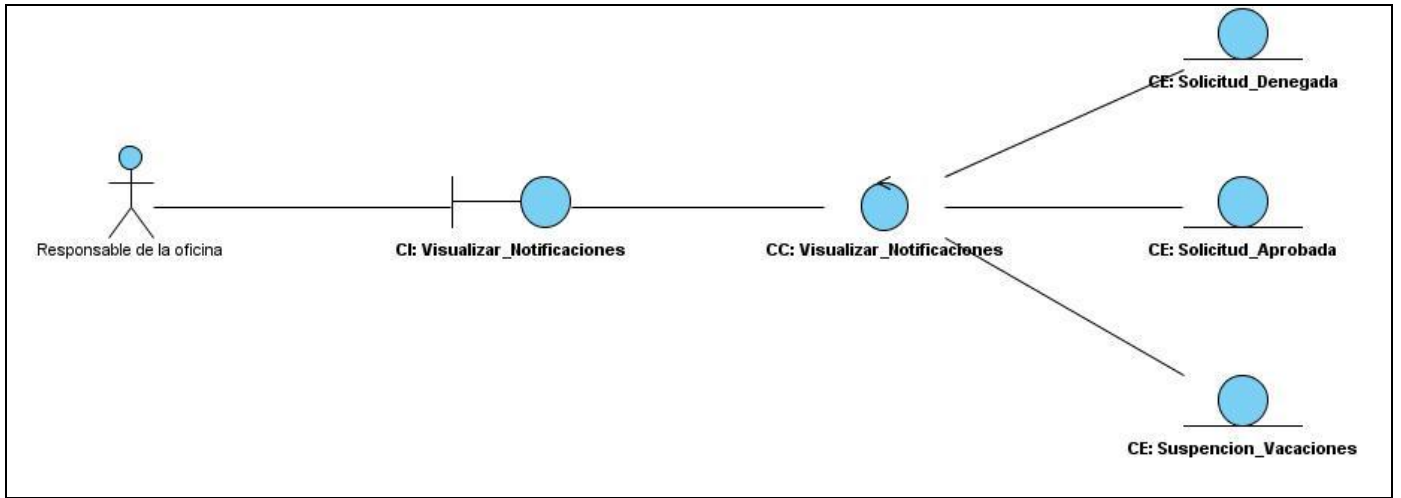 CE: Solicitud_Denegada
Responsable de la oficina
CI: Visualizar_Notificaciones
CC: Visualizar_Notificaciones
CE: Solicitud_Aprobada
CE: Suspencion_Vacaciones